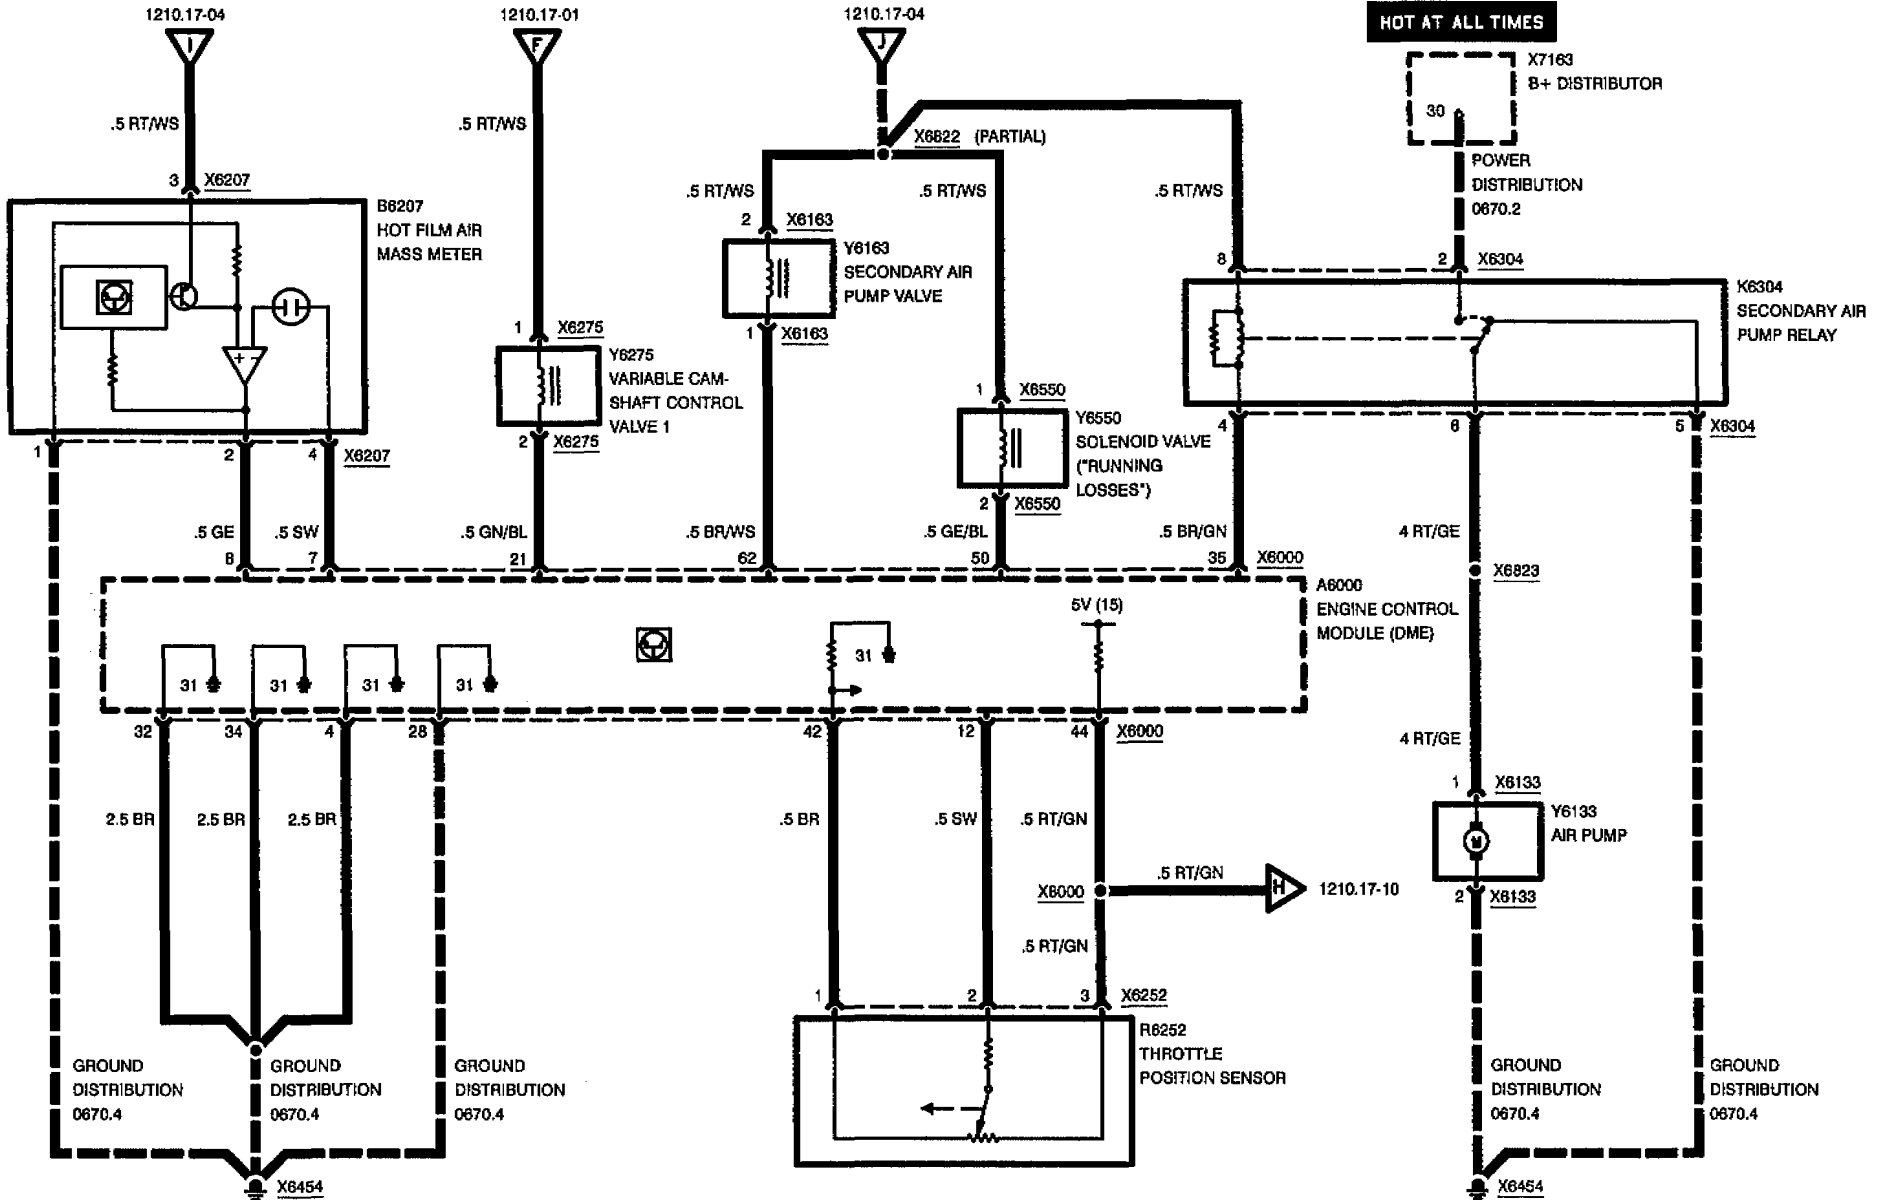 1210.17-04
1210.17-01
1210.17-04
HOT AT ALL TIMES
I
F
J
X7163
B+ DISTRIBUTOR
30
.5 RT/WS
.5 RT/WS
X6822 (PARTIAL)
POWER
DISTRIBUTION
0670.2
3 X6207
.5 RT/WS
.5 RT/WS
.5 RT/WS
B6207
HOT FILM AIR
MASS METER
2 X6163
Y6163
SECONDARY AIR
PUMP VALVE
8
2 X6304
K6304
SECONDARY AIR
PUMP RELAY
+ -
1 X6275
1 X6163
Y6275
VARIABLE CAM-
SHAFT CONTROL
VALVE 1
1 X6550
Y6550
SOLENOID VALVE
("RUNNING
LOSSES")
1
2
4 X6207
2 X6275
2 X6550
4
6
5 X6304
.5 GE
.5 SW
.5 GN/BL
.5 BR/WS
.5 GE/BL
.5 BR/GN
4 RT/GE
8
7
21
62
50
35 X6000
X6823
A6000
ENGINE CONTROL
MODULE (DME)
5V (15)
31
31
31
31
31
32
34
4
28
42
12
44 X6000
4 RT/GE
1 X6133
Y6133
AIR PUMP
M
2 X6133
2.5 BR
2.5 BR
2.5 BR
.5 BR
.5 SW
.5 RT/GN
X8000
.5 RT/GN
H
1210.17-10
.5 RT/GN
1
2
3 X6252
R6252
THROTTLE
POSITION SENSOR
GROUND
DISTRIBUTION
0670.4
GROUND
DISTRIBUTION
0670.4
GROUND
DISTRIBUTION
0670.4
GROUND
DISTRIBUTION
0670.4
GROUND
DISTRIBUTION
0670.4
X6454
X6454